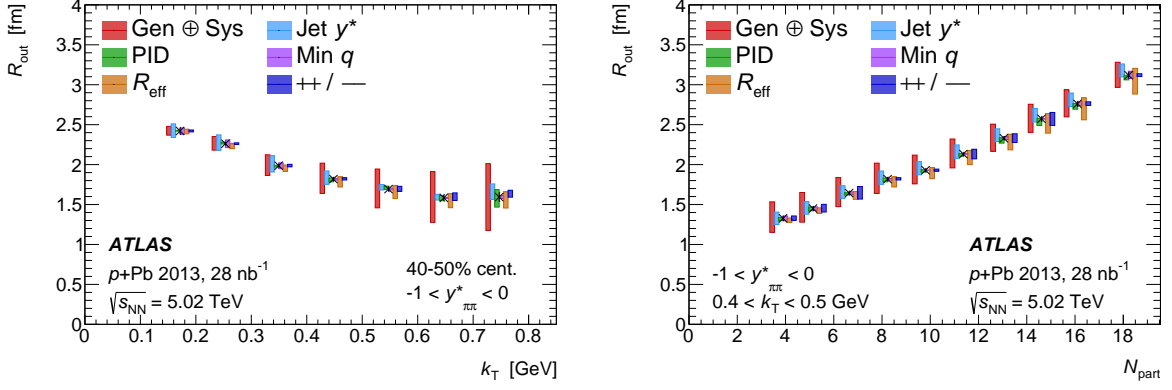 R_out [fm]
4
3.5
3
2.5
2
1.5
1
0.5
0
Gen ⊕ Sys
Jet y*
PID
Min q
R_eff
++ / —
ATLAS
p+Pb 2013, 28 nb⁻¹
√s_NN = 5.02 TeV
40-50% cent.
-1 < y*_ππ < 0
0 0.1 0.2 0.3 0.4 0.5 0.6 0.7 0.8
k_T [GeV]
R_out [fm]
4
3.5
3
2.5
2
1.5
1
0.5
0
Gen ⊕ Sys
Jet y*
PID
Min q
R_eff
++ / —
-1 < y*_ππ < 0
0.4 < k_T < 0.5 GeV
ATLAS
p+Pb 2013, 28 nb⁻¹
√s_NN = 5.02 TeV
0 2 4 6 8 10 12 14 16 18
N_part